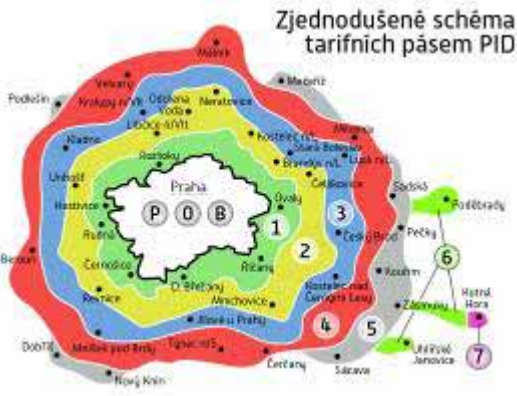 Zjednodušené schéma
tarifních pásem PID
Mělník
Velvary
Kralupy n/Vlt
Odolena
Voda
Neratovice
Libčice n/Vlt
Podlešín
Kladno
Mšeno
Kostelec n/L
Stará Boleslav
Brandýs n/L
Milovice
Lysá n/L
Čelákovice
Roztoky
Unhošť
Hostivice
Praha
P O B
Úvaly
1
2
3
Sadská
Poděbrady
Pečky
Český Brod
Rudná
Beroun
Černošice
Říčany
D. Břežany
6
Kouřim
Kostelec nad
Černými Lesy
Řevnice
Mnichovice
Jílové u Prahy
4
5
Zásmuky
Kutná
Hora
7
Uhlířské
Janovice
Mníšek pod Brdy
Týnec n/S
Čerčany
Sázava
Dobříš
Nový Knín